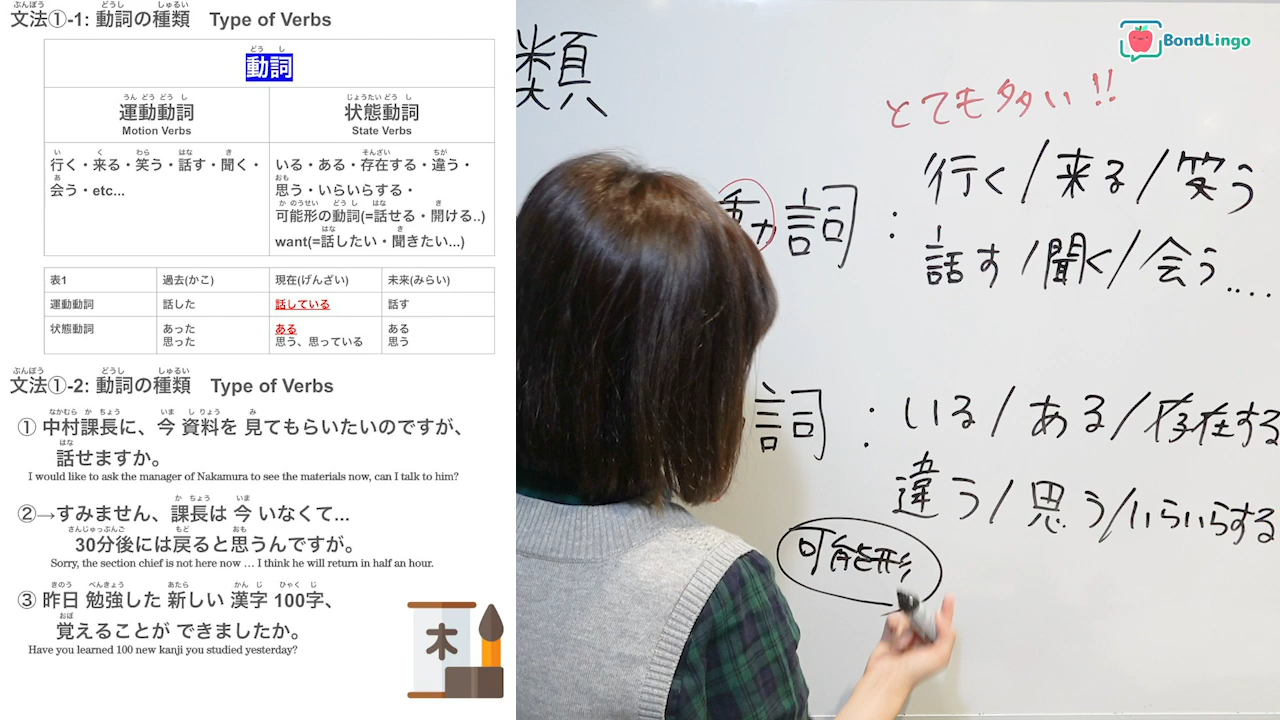 文法①-1: 動詞の種類 Type of Verbs
動詞
運動動詞
Motion Verbs
状態動詞
State Verbs
行く・来る・笑う・話す・聞く・
会う・etc...
いる・ある・存在する・違う・
思う・いらいらする・
可能形の動詞(=話せる・開ける..)
want(=話したい・聞きたい...)
表1 過去(かこ) 現在(げんざい) 未来(みらい)
運動動詞 話した 話している 話す
状態動詞 あった ある ある
思った 思う、思っている 思う
文法①-2: 動詞の種類 Type of Verbs
① 中村課長に、今 資料を 見てもらいたいのですが、
話せますか。
I would like to ask the manager of Nakamura to see the materials now, can I talk to him?
②→すみません、課長は 今 いなくて...
30分後には戻ると思うんですが。
Sorry, the section chief is not here now … I think he will return in half an hour.
③ 昨日 勉強した 新しい 漢字 100字、
覚えることが できましたか。
Have you learned 100 new kanji you studied yesterday?
木
BondLingo
類
とても多い!!
動詞 : 行く/来る/笑う
話す/聞く/会う....
詞 : いる/ある/存在する
違う/思う/いらいらする
可能形